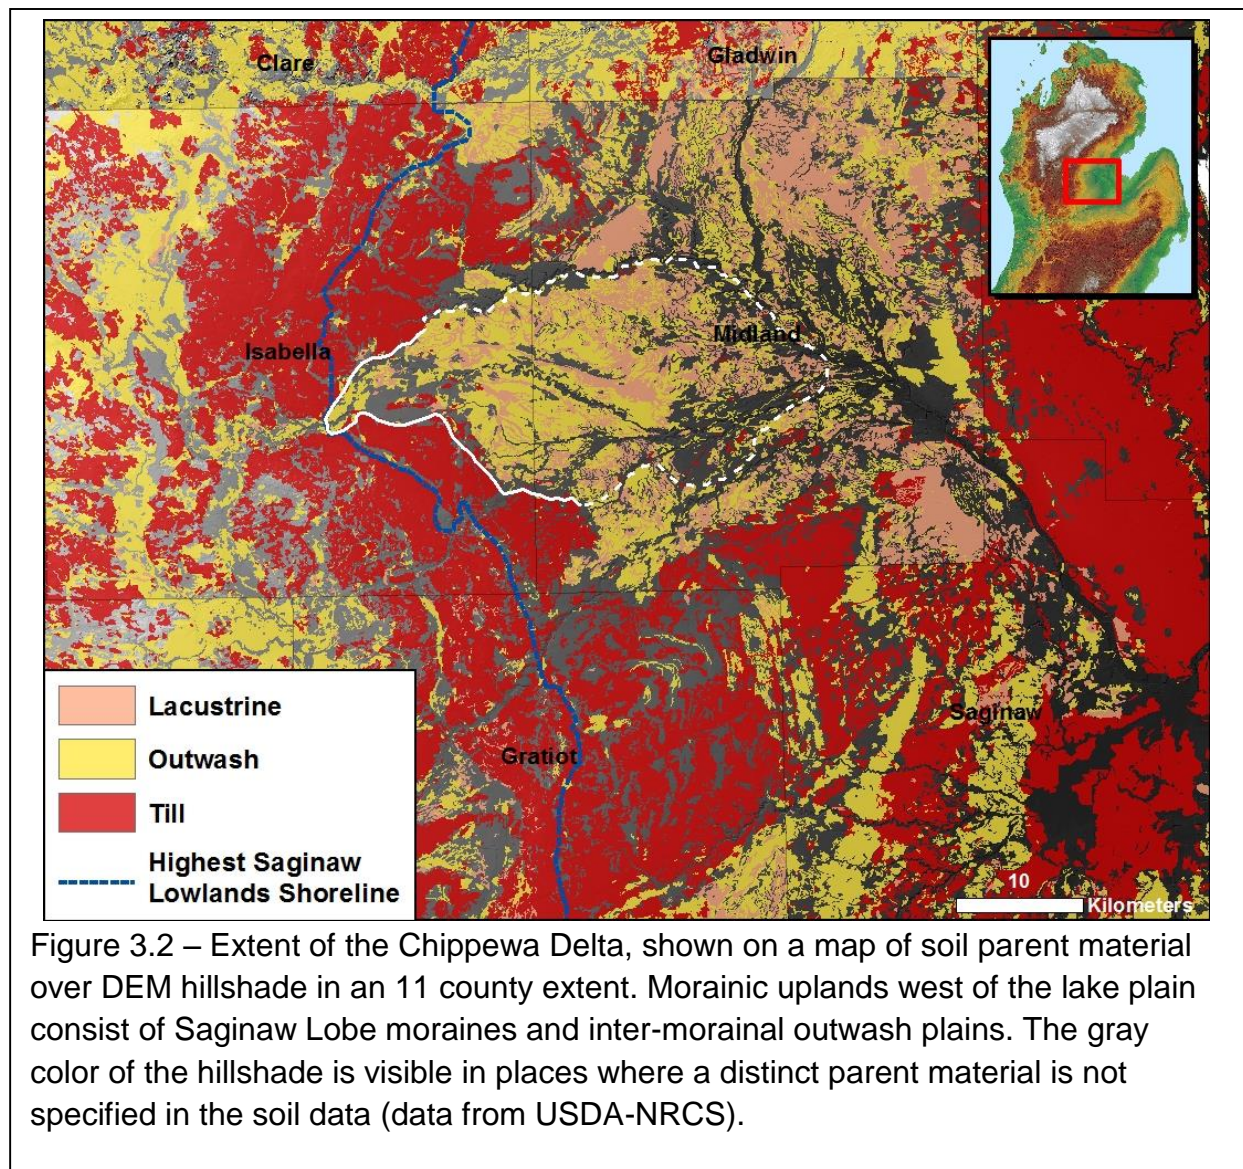 Clare
Gladwin
Isabella
Midland
Saginaw
Gratiot
Lacustrine
Outwash
Till
Highest Saginaw
Lowlands Shoreline
10
Kilometers
Figure 3.2 – Extent of the Chippewa Delta, shown on a map of soil parent material
over DEM hillshade in an 11 county extent. Morainic uplands west of the lake plain
consist of Saginaw Lobe moraines and inter-morainal outwash plains. The gray
color of the hillshade is visible in places where a distinct parent material is not
specified in the soil data (data from USDA-NRCS).